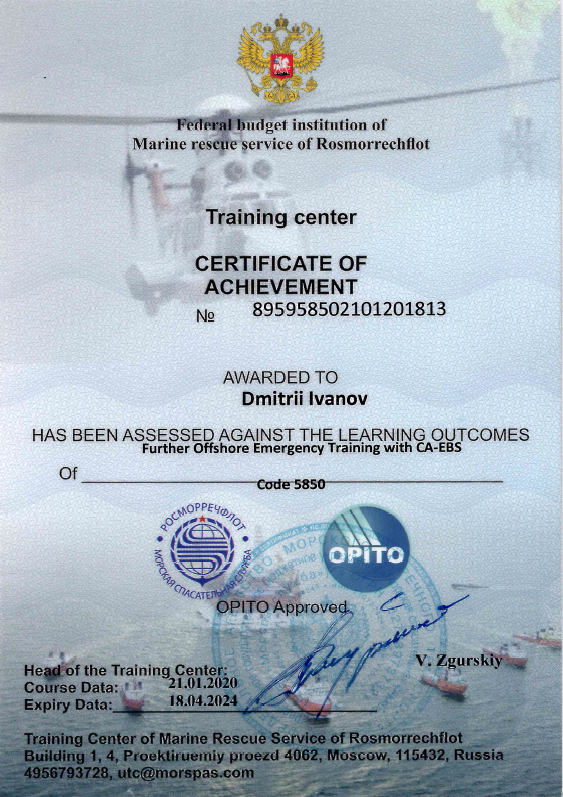 Federal budget institution of
Marine rescue service of Rosmorrechflot
Training center
CERTIFICATE OF
ACHIEVEMENT
№ 895958502101201813
AWARDED TO
Dmitrii Ivanov
HAS BEEN ASSESSED AGAINST THE LEARNING OUTCOMES
Further Offshore Emergency Training with CA-EBS
Of
Code 5850
РОСМОРРЕЧФЛОТ
МОРСКАЯ СПАСАТЕЛЬНАЯ СЛУЖБА
OPITO
OPITO Approved
V. Zgurskiy
Head of the Training Center:
Course Data: 21.01.2020
Expiry Data: 18.04.2024
Training Center of Marine Rescue Service of Rosmorrechflot
Building 1, 4, Proektiruemiy proezd 4062, Moscow, 115432, Russia
4956793728, utc@morspas.com